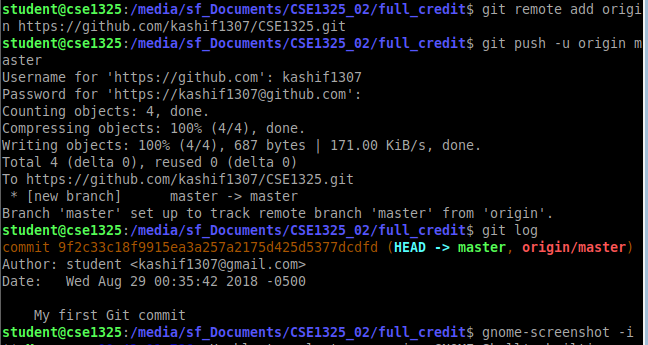 student@cse1325:/media/sf_Documents/CSE1325_02/full_credit$ git remote add origi
n https://github.com/kashif1307/CSE1325.git
student@cse1325:/media/sf_Documents/CSE1325_02/full_credit$ git push -u origin m
aster
Username for 'https://github.com': kashif1307
Password for 'https://kashif1307@github.com':
Counting objects: 4, done.
Compressing objects: 100% (4/4), done.
Writing objects: 100% (4/4), 687 bytes | 171.00 KiB/s, done.
Total 4 (delta 0), reused 0 (delta 0)
To https://github.com/kashif1307/CSE1325.git
 * [new branch]      master -> master
Branch 'master' set up to track remote branch 'master' from 'origin'.
student@cse1325:/media/sf_Documents/CSE1325_02/full_credit$ git log
commit 9f2c33c18f9915ea3a257a2175d425d5377dcdfd (HEAD -> master, origin/master)
Author: student <kashif1307@gmail.com>
Date:   Wed Aug 29 00:35:42 2018 -0500
    My first Git commit
student@cse1325:/media/sf_Documents/CSE1325_02/full_credit$ gnome-screenshot -i